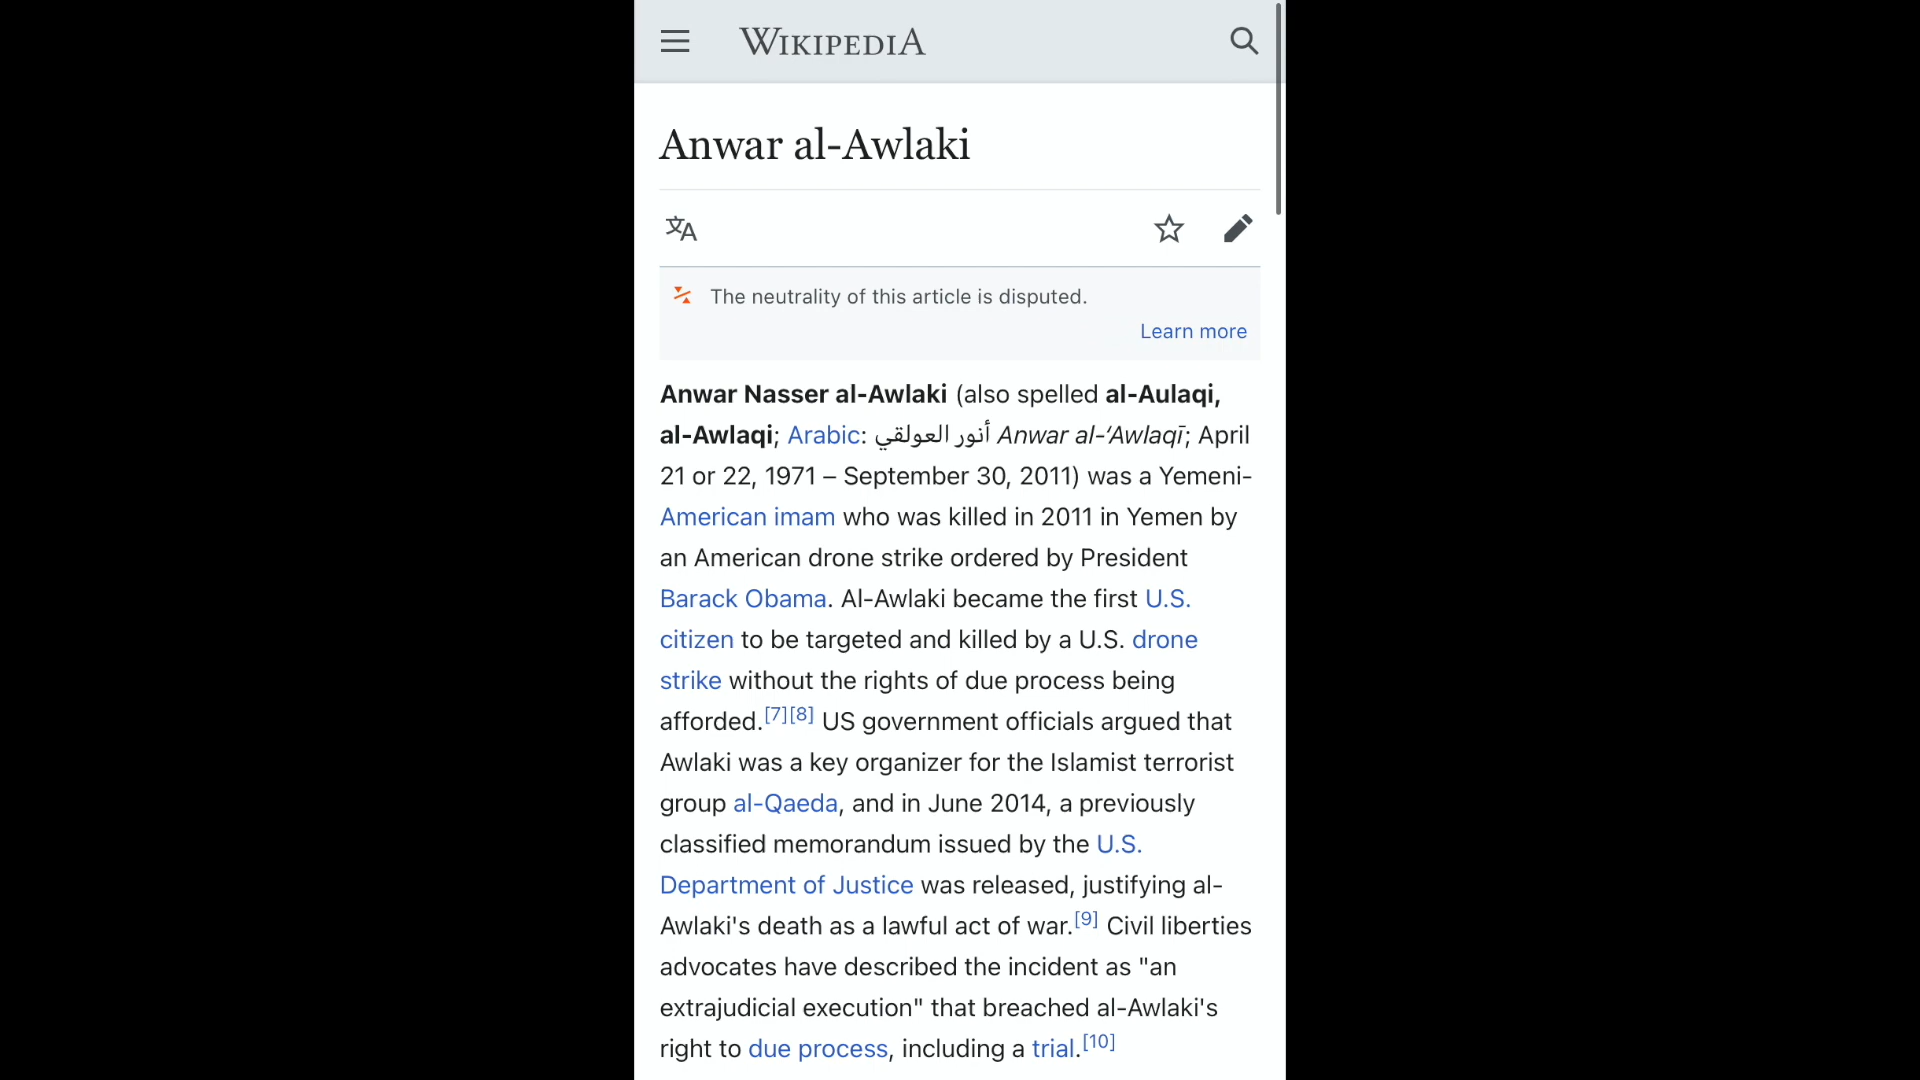 WIKIPEDIA
Anwar al-Awlaki
The neutrality of this article is disputed.
Learn more
Anwar Nasser al-Awlaki (also spelled al-Aulaqi,
al-Awlaqi; Arabic: أنور العولقي Anwar al-‘Awlaqī; April
21 or 22, 1971 – September 30, 2011) was a Yemeni-
American imam who was killed in 2011 in Yemen by
an American drone strike ordered by President
Barack Obama. Al-Awlaki became the first U.S.
citizen to be targeted and killed by a U.S. drone
strike without the rights of due process being
afforded.[7][8] US government officials argued that
Awlaki was a key organizer for the Islamist terrorist
group al-Qaeda, and in June 2014, a previously
classified memorandum issued by the U.S.
Department of Justice was released, justifying al-
Awlaki's death as a lawful act of war.[9] Civil liberties
advocates have described the incident as "an
extrajudicial execution" that breached al-Awlaki's
right to due process, including a trial.[10]